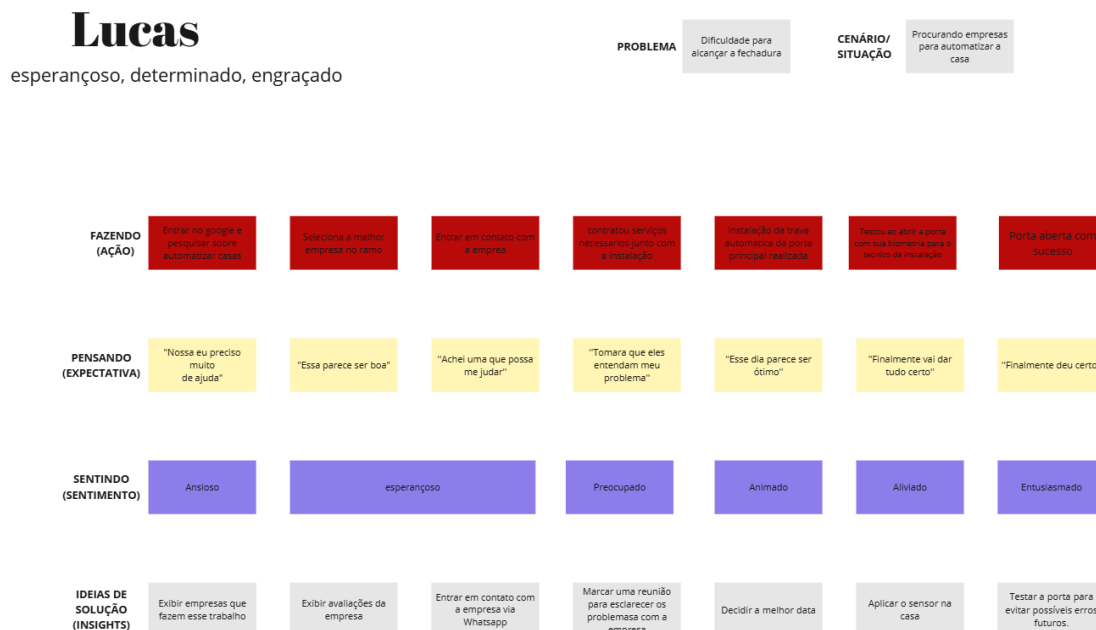 Lucas
esperançoso, determinado, engraçado
PROBLEMA
Dificuldade para
alcançar a fechadura
CENÁRIO/
SITUAÇÃO
Procurando empresas
para automatizar a
casa
FAZENDO
(AÇÃO)
Entrar no google e
pesquisar sobre
automatizar casas
Seleciona a melhor
empresa no ramo
Entrar em contato com
a emprea
contratou serviços
necessarios junto com
a instalação
Instalação da trava
automatica da porta
principal realizada
Testou ao abrir a porta
com sua biometria para o
tecnico da instalação
Porta aberta com
sucesso
PENSANDO
(EXPECTATIVA)
"Nossa eu preciso
muito
de ajuda"
"Essa parece ser boa"
"Achei uma que possa
me judar"
"Tomara que eles
entendam meu
problema"
"Esse dia parece ser
ótimo"
"Finalmente vai dar
tudo certo"
"Finalmente deu certo
SENTINDO
(SENTIMENTO)
Ansioso
esperançoso
Preocupado
Animado
Aliviado
Entusiasmado
IDEIAS DE
SOLUÇÃO
(INSIGHTS)
Exibir empresas que
fazem esse trabalho
Exibir avaliações da
empresa
Entrar em contato com
a empresa via
Whatsapp
Marcar uma reunião
para esclarecer os
problemasa com a
empresa
Decidir a melhor data
Aplicar o sensor na
casa
Testar a porta para
evitar possíveis erros
futuros.